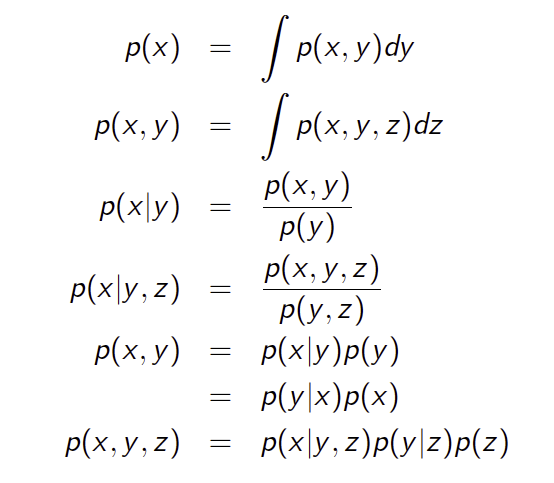 p(x) = ∫ p(x, y)dy
p(x, y) = ∫ p(x, y, z)dz
p(x|y) = p(x, y) / p(y)
p(x|y, z) = p(x, y, z) / p(y, z)
p(x, y) = p(x|y)p(y)
= p(y|x)p(x)
p(x, y, z) = p(x|y, z)p(y|z)p(z)